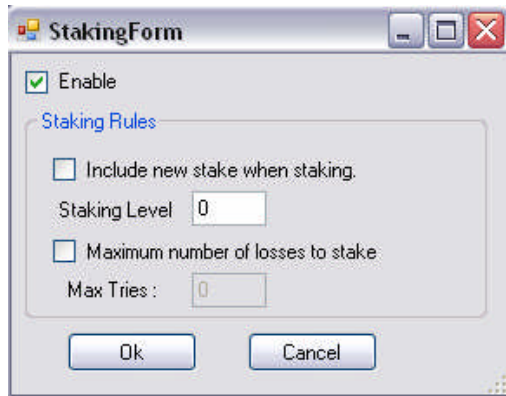 StakingForm
Enable
Staking Rules
Include new stake when staking.
Staking Level 0
Maximum number of losses to stake
Max Tries : 0
Ok Cancel